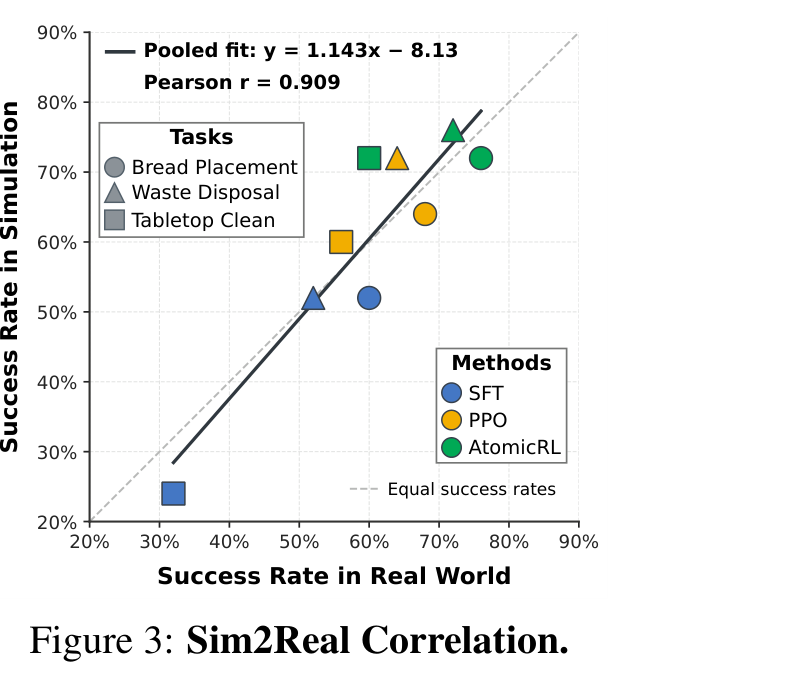 90%
Pooled fit: y = 1.143x − 8.13
Pearson r = 0.909
80%
Tasks
Bread Placement
Waste Disposal
Tabletop Clean
70%
60%
50%
40%
30%
20%
Success Rate in Simulation
Methods
SFT
PPO
AtomicRL
Equal success rates
20% 30% 40% 50% 60% 70% 80% 90%
Success Rate in Real World
Figure 3: Sim2Real Correlation.